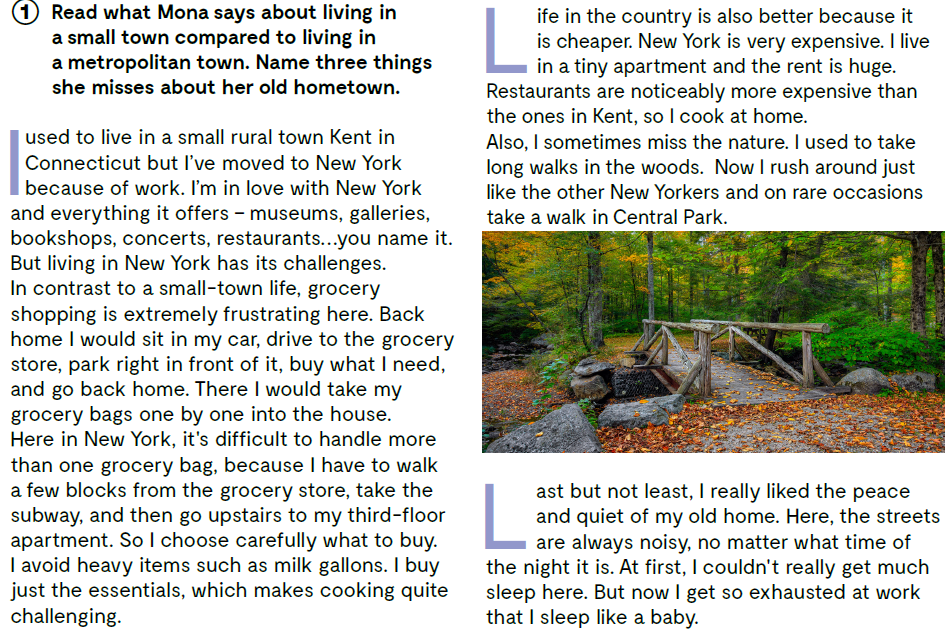 1 Read what Mona says about living in
a small town compared to living in
a metropolitan town. Name three things
she misses about her old hometown.
I used to live in a small rural town Kent in
Connecticut but I've moved to New York
because of work. I'm in love with New York
and everything it offers – museums, galleries,
bookshops, concerts, restaurants...you name it.
But living in New York has its challenges.
In contrast to a small-town life, grocery
shopping is extremely frustrating here. Back
home I would sit in my car, drive to the grocery
store, park right in front of it, buy what I need,
and go back home. There I would take my
grocery bags one by one into the house.
Here in New York, it's difficult to handle more
than one grocery bag, because I have to walk
a few blocks from the grocery store, take the
subway, and then go upstairs to my third-floor
apartment. So I choose carefully what to buy.
I avoid heavy items such as milk gallons. I buy
just the essentials, which makes cooking quite
challenging.
Life in the country is also better because it
is cheaper. New York is very expensive. I live
in a tiny apartment and the rent is huge.
Restaurants are noticeably more expensive than
the ones in Kent, so I cook at home.
Also, I sometimes miss the nature. I used to take
long walks in the woods. Now I rush around just
like the other New Yorkers and on rare occasions
take a walk in Central Park.
Last but not least, I really liked the peace
and quiet of my old home. Here, the streets
are always noisy, no matter what time of
the night it is. At first, I couldn't really get much
sleep here. But now I get so exhausted at work
that I sleep like a baby.